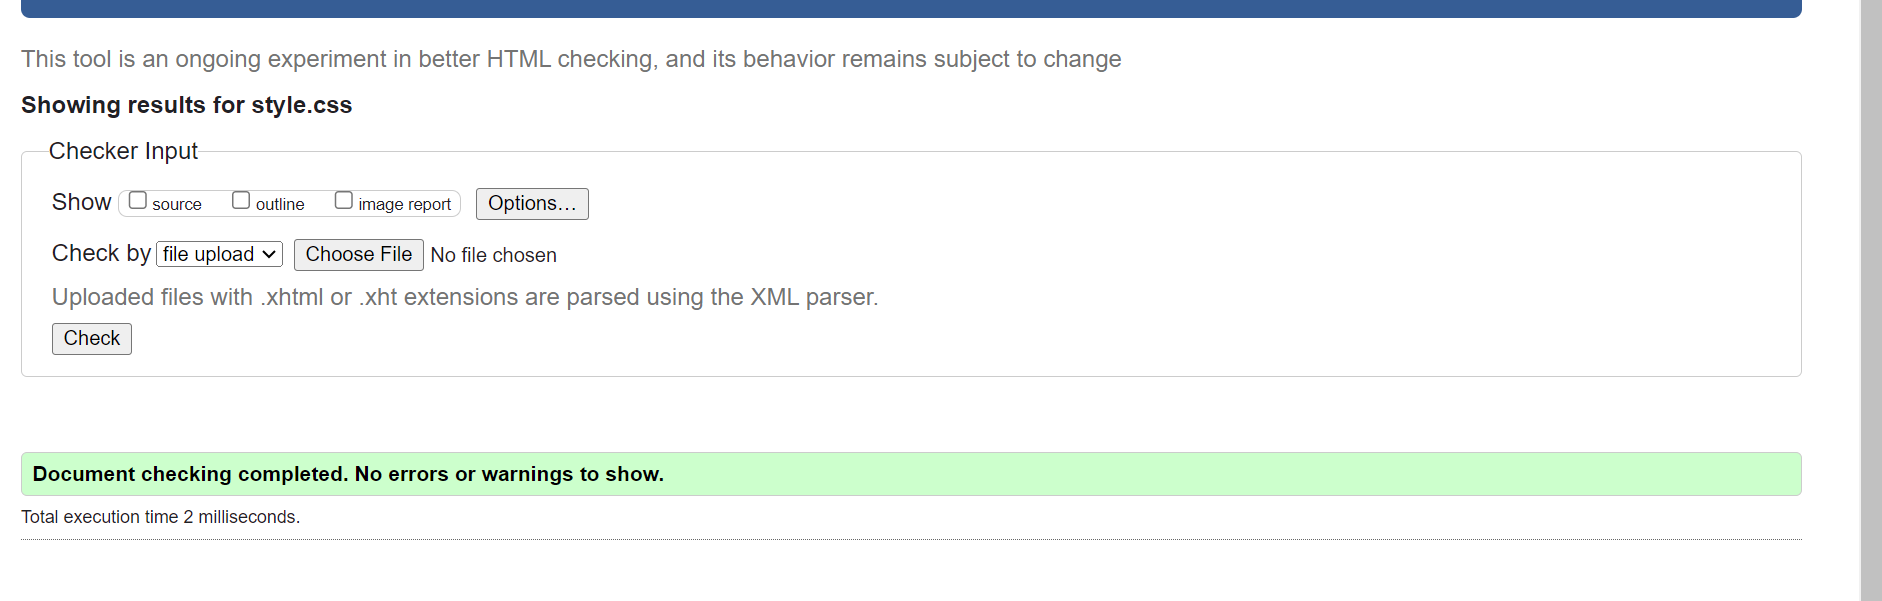 This tool is an ongoing experiment in better HTML checking, and its behavior remains subject to change
Showing results for style.css
Checker Input
Show source outline image report Options…
Check by file upload Choose File No file chosen
Uploaded files with .xhtml or .xht extensions are parsed using the XML parser.
Check
Document checking completed. No errors or warnings to show.
Total execution time 2 milliseconds.